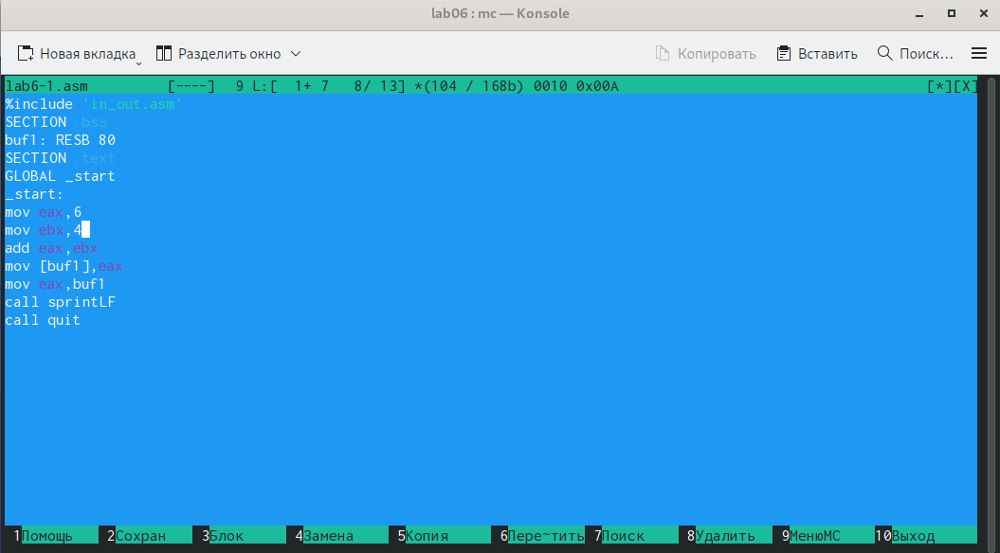 lab06 : mc — Konsole
Новая вкладка Разделить окно Копировать Вставить Поиск...
lab6-1.asm [----] 9 L:[ 1+ 7 8/ 13] *(104 / 168b) 0010 0x00A [*][X]
%include 'in_out.asm'
SECTION .bss
buf1: RESB 80
SECTION .text
GLOBAL _start
_start:
mov eax,6
mov ebx,4
add eax,ebx
mov [buf1],eax
mov eax,buf1
call sprintLF
call quit
1Помощь 2Сохран 3Блок 4Замена 5Копия 6Пере~тить 7Поиск 8Удалить 9МенюMC 10Выход